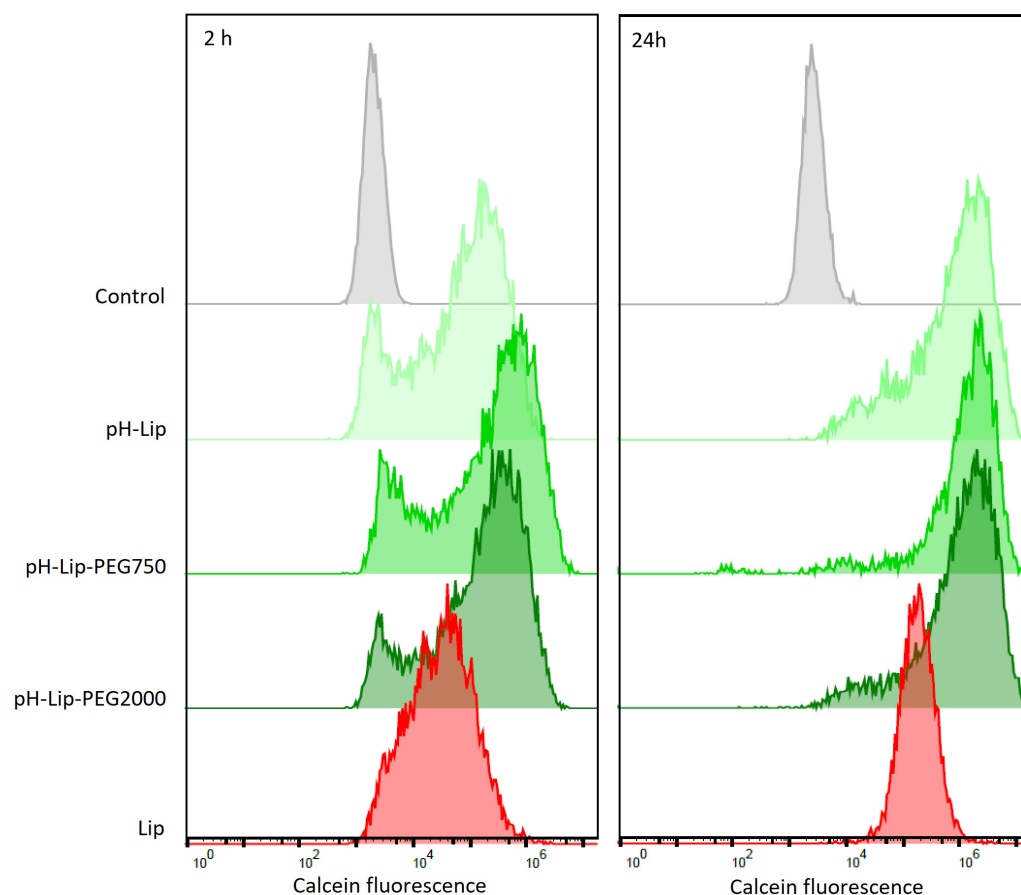 2 h
24h
Control
pH-Lip
pH-Lip-PEG750
pH-Lip-PEG2000
Lip
10^0 10^2 10^4 10^6
10^0 10^2 10^4 10^6
Calcein fluorescence
Calcein fluorescence